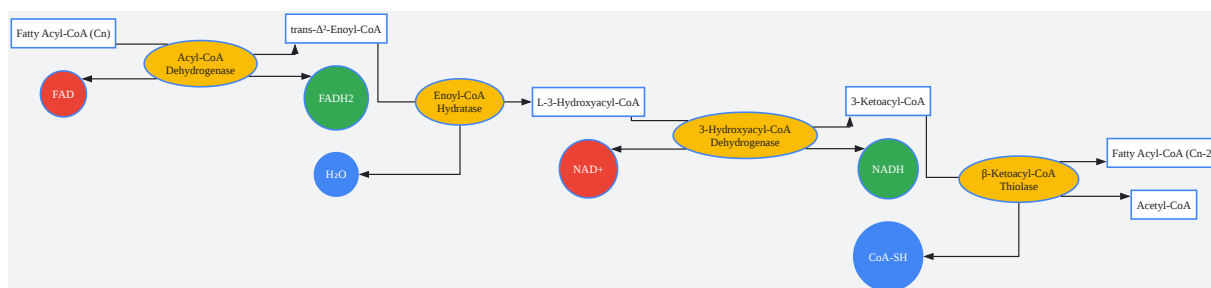 Fatty Acyl-CoA (Cn)
Acyl-CoA
Dehydrogenase
FAD
trans-Δ²-Enoyl-CoA
FADH2
Enoyl-CoA
Hydratase
H₂O
L-3-Hydroxyacyl-CoA
3-Hydroxyacyl-CoA
Dehydrogenase
NAD+
3-Ketoacyl-CoA
NADH
β-Ketoacyl-CoA
Thiolase
CoA-SH
Fatty Acyl-CoA (Cn-2
Acetyl-CoA